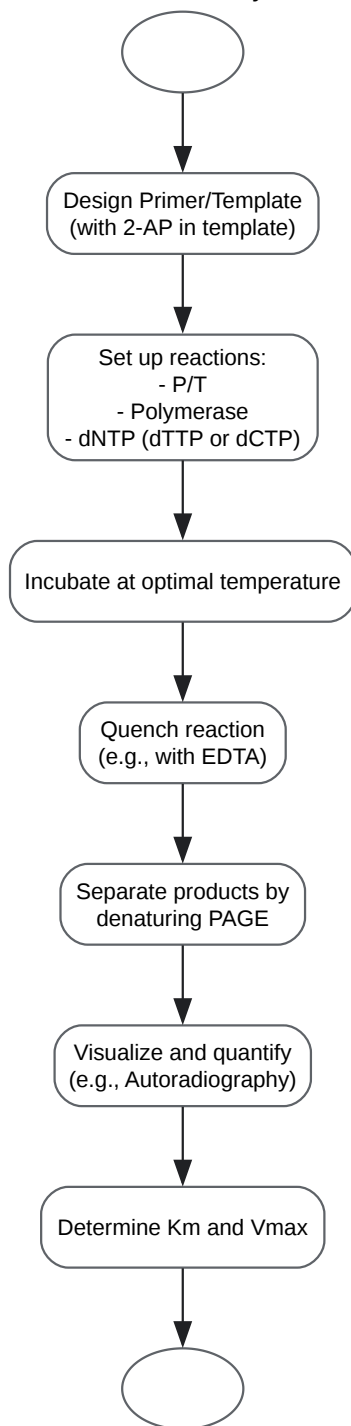 Design Primer/Template
(with 2-AP in template)
Set up reactions:
- P/T
- Polymerase
- dNTP (dTTP or dCTP)
Incubate at optimal temperature
Quench reaction
(e.g., with EDTA)
Separate products by
denaturing PAGE
Visualize and quantify
(e.g., Autoradiography)
Determine Km and Vmax